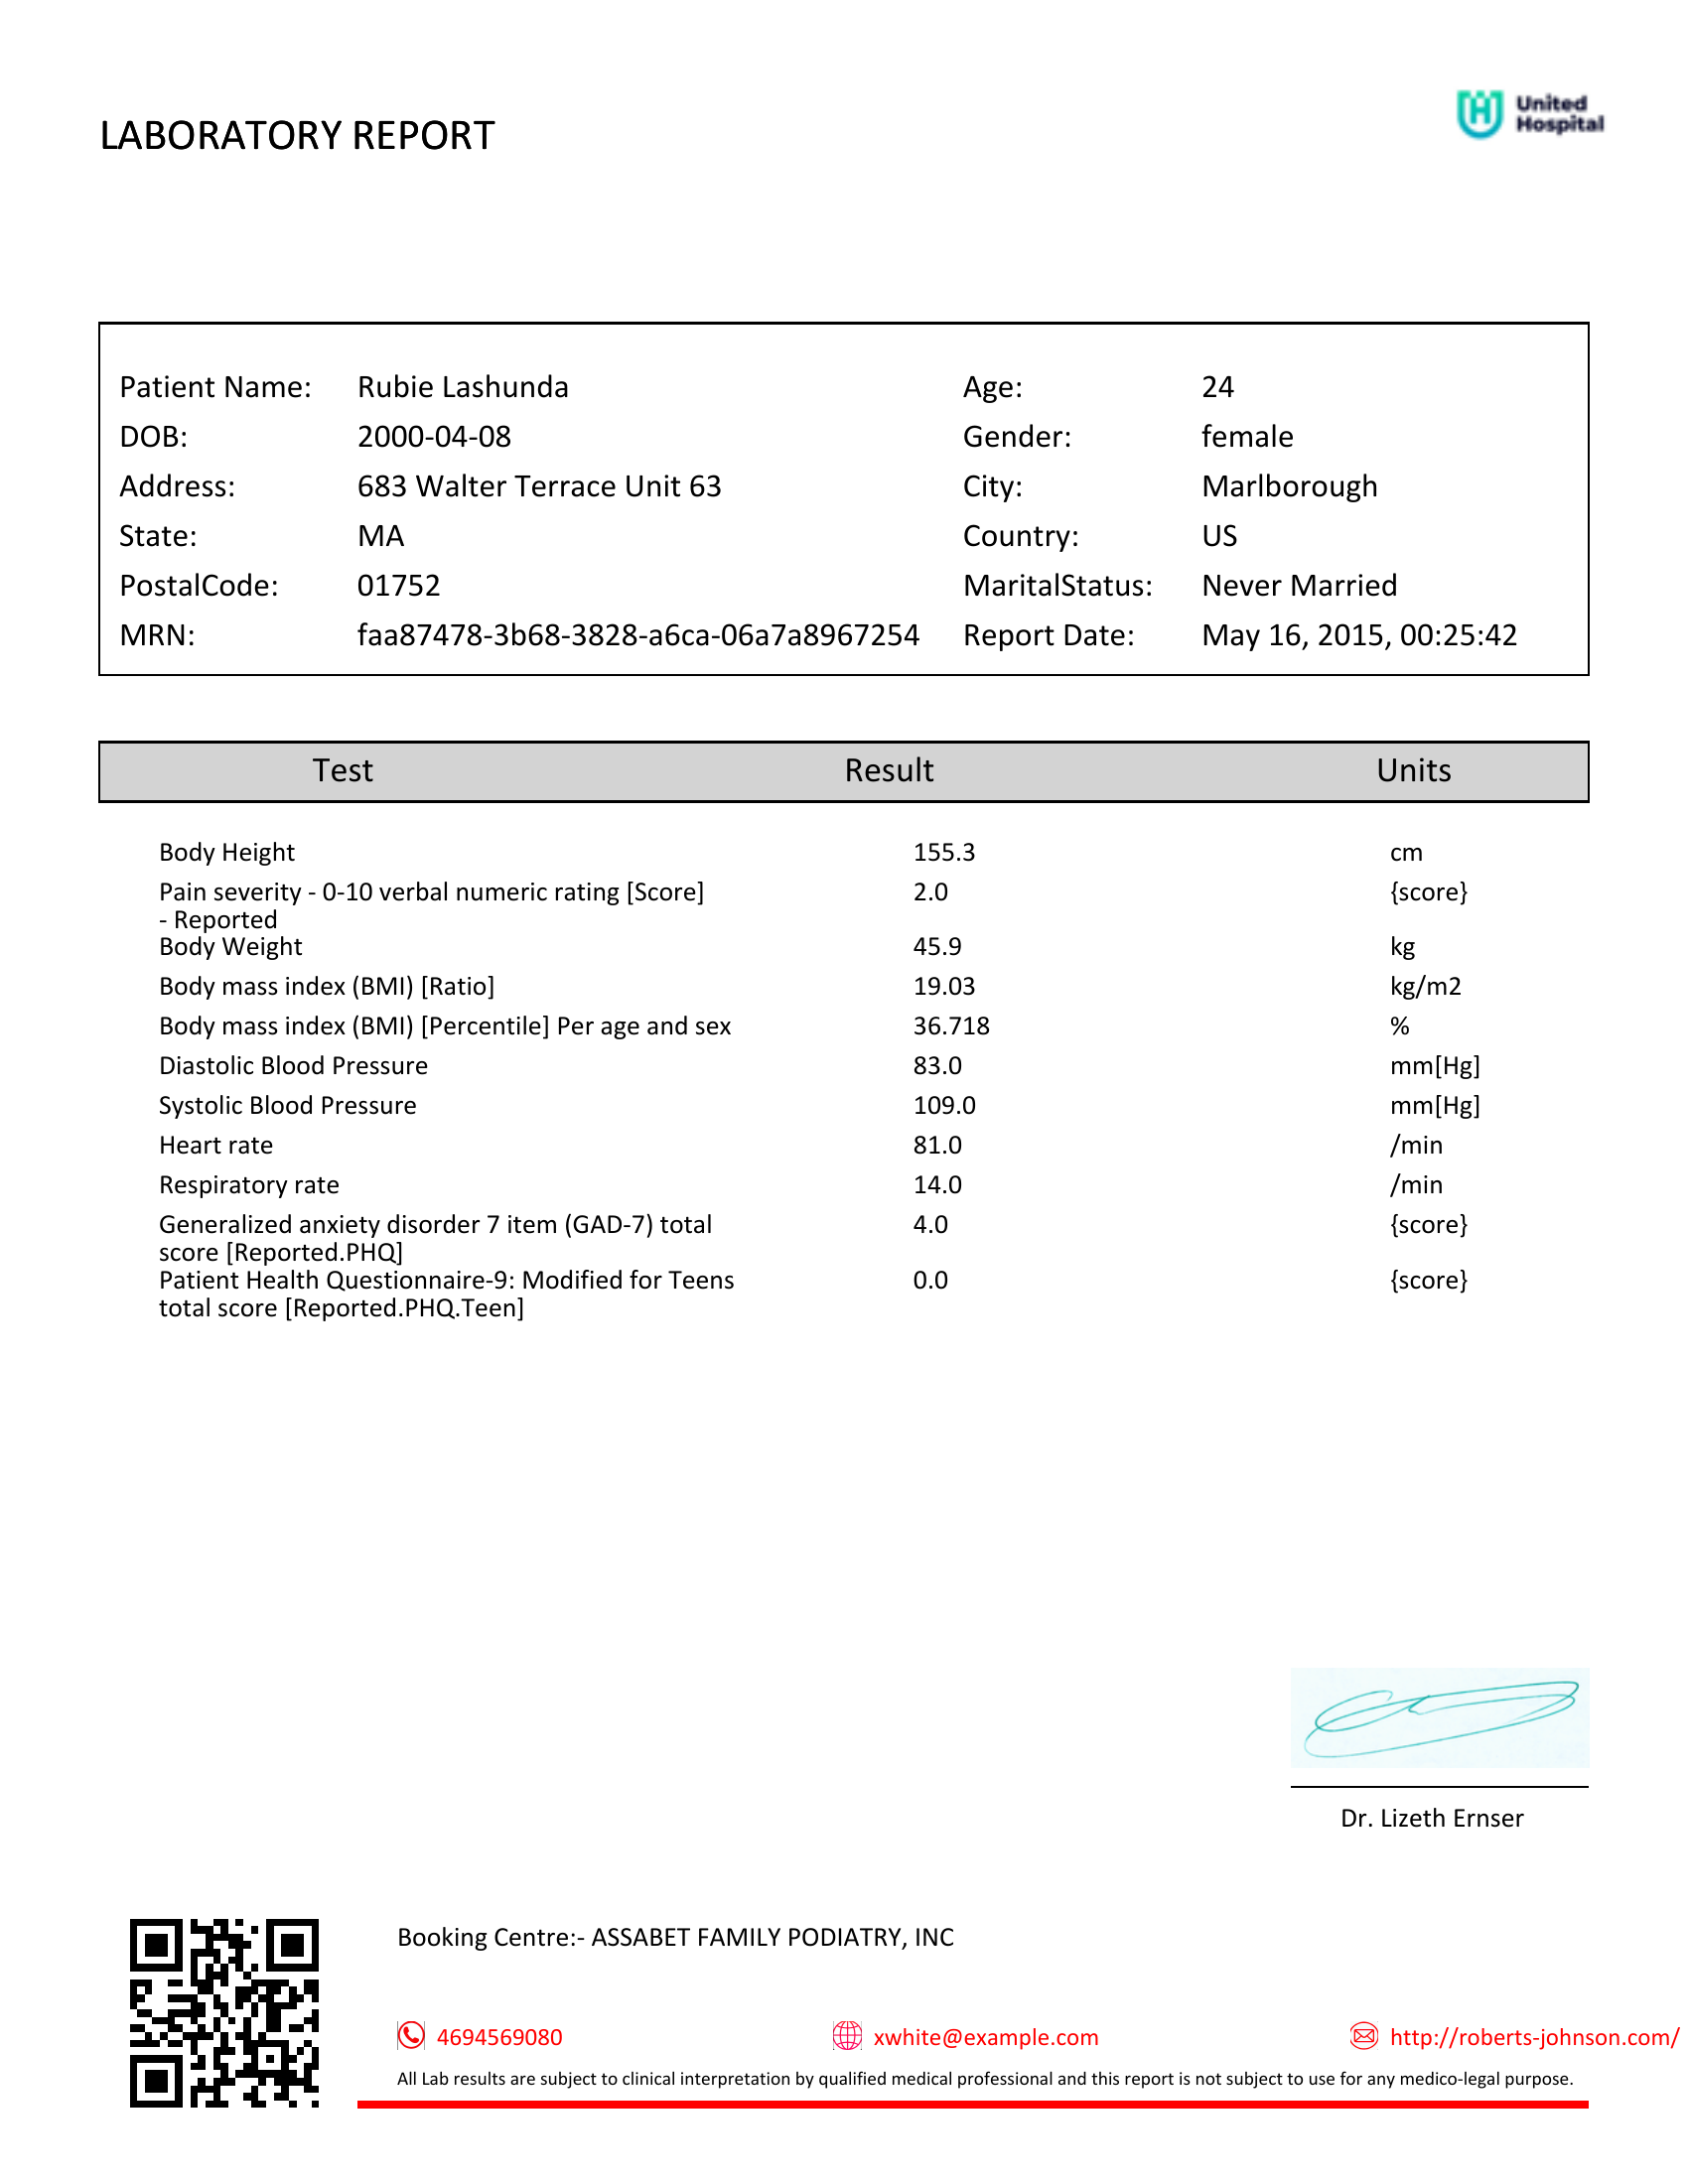 LABORATORY REPORT
United
Hospital
Patient Name: Rubie Lashunda Age: 24
DOB: 2000-04-08 Gender: female
Address: 683 Walter Terrace Unit 63 City: Marlborough
State: MA Country: US
PostalCode: 01752 MaritalStatus: Never Married
MRN: faa87478-3b68-3828-a6ca-06a7a8967254 Report Date: May 16, 2015, 00:25:42
Test Result Units
Body Height 155.3 cm
Pain severity - 0-10 verbal numeric rating [Score] 2.0 {score}
- Reported
Body Weight 45.9 kg
Body mass index (BMI) [Ratio] 19.03 kg/m2
Body mass index (BMI) [Percentile] Per age and sex 36.718 %
Diastolic Blood Pressure 83.0 mm[Hg]
Systolic Blood Pressure 109.0 mm[Hg]
Heart rate 81.0 /min
Respiratory rate 14.0 /min
Generalized anxiety disorder 7 item (GAD-7) total 4.0 {score}
score [Reported.PHQ]
Patient Health Questionnaire-9: Modified for Teens 0.0 {score}
total score [Reported.PHQ.Teen]
Dr. Lizeth Ernser
Booking Centre:- ASSABET FAMILY PODIATRY, INC
4694569080 xwhite@example.com http://roberts-johnson.com/
All Lab results are subject to clinical interpretation by qualified medical professional and this report is not subject to use for any medico-legal purpose.